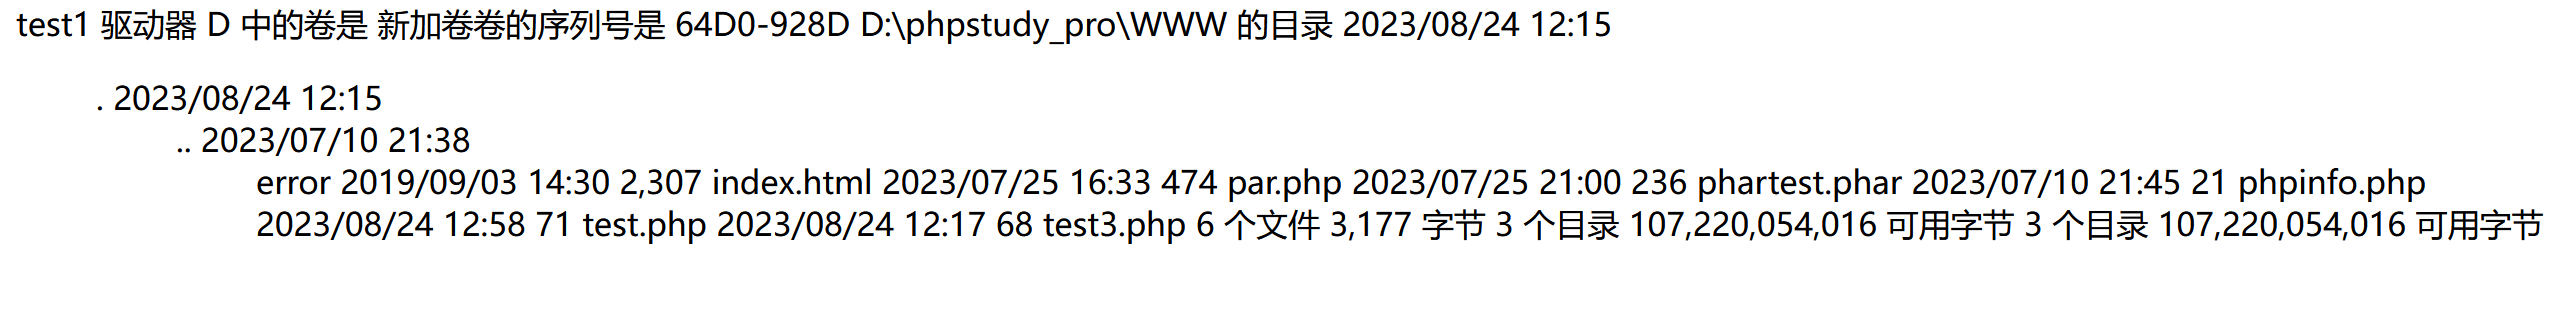 test1 驱动器 D 中的卷是 新加卷卷的序列号是 64D0-928D D:\phpstudy_pro\WWW 的目录 2023/08/24 12:15
. 2023/08/24 12:15
.. 2023/07/10 21:38
error 2019/09/03 14:30 2,307 index.html 2023/07/25 16:33 474 par.php 2023/07/25 21:00 236 phartest.phar 2023/07/10 21:45 21 phpinfo.php
2023/08/24 12:58 71 test.php 2023/08/24 12:17 68 test3.php 6 个文件 3,177 字节 3 个目录 107,220,054,016 可用字节 3 个目录 107,220,054,016 可用字节